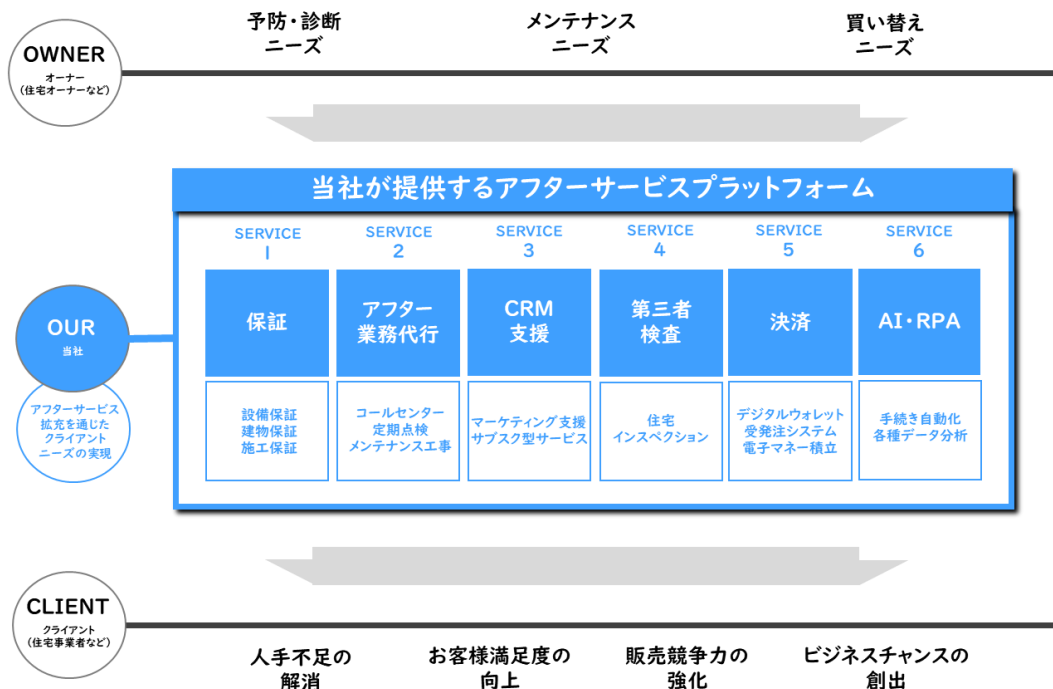 予防・診断
ニーズ
メンテナンス
ニーズ
買い替え
ニーズ
OWNER
オーナー
(住宅オーナーなど)
当社が提供するアフターサービスプラットフォーム
SERVICE
1
SERVICE
2
SERVICE
3
SERVICE
4
SERVICE
5
SERVICE
6
保証
アフター
業務代行
CRM
支援
第三者
検査
決済
AI・RPA
OUR
当社
アフターサービス
拡充を通じた
クライアント
ニーズの実現
設備保証
建物保証
施工保証
コールセンター
定期点検
メンテナンス工事
マーケティング支援
サブスク型サービス
住宅
インスペクション
デジタルウォレット
受発注システム
電子マネー積立
手続き自動化
各種データ分析
CLIENT
クライアント
(住宅事業者など)
人手不足の
解消
お客様満足度の
向上
販売競争力の
強化
ビジネスチャンスの
創出